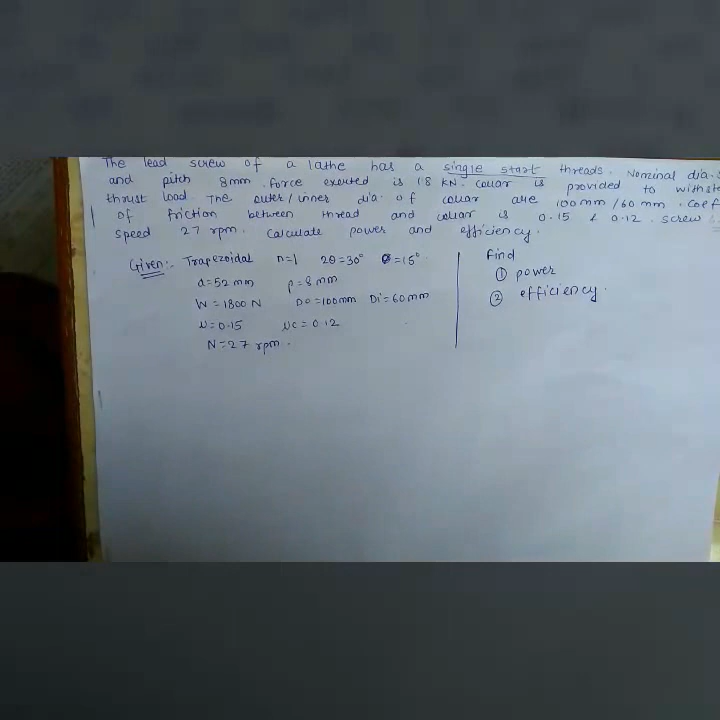 The lead screw of a lathe has a single start threads. Nominal dia.
and pitch 8mm. Force exerted is 18 KN. Collar is provided to
thrust load. The outer/inner dia. of collar are 100mm/60 mm.
of friction between thread and collar is 0.15 & 0.12. screw
speed 27 rpm. Calculate power and efficiency.
Given:- Trapezoidal n=1 2θ=30° θ=15°
d=52 mm p=8 mm
W=1800 N Do=100mm Di=60mm
μ=0.15 μc=0.12
N=27 rpm.
Find
① power
② efficiency.